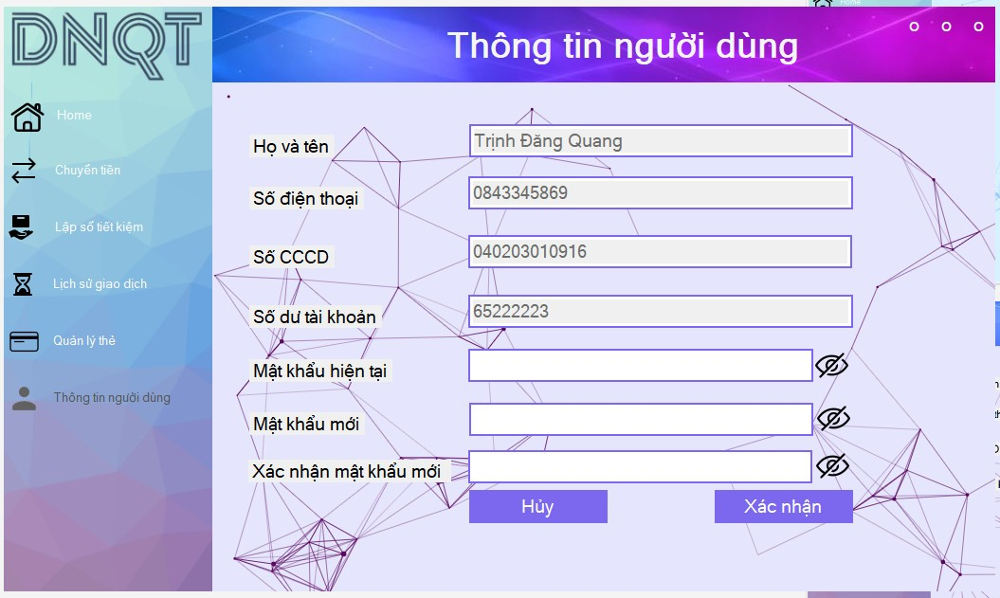 DNQT
Thông tin người dùng
Home
Chuyển tiền
Lập sổ tiết kiệm
Lịch sử giao dịch
Quản lý thẻ
Thông tin người dùng
Họ và tên
Trịnh Đăng Quang
Số điện thoại
0843345869
Số CCCD
040203010916
Số dư tài khoản
65222223
Mật khẩu hiện tại
Mật khẩu mới
Xác nhận mật khẩu mới
Hủy
Xác nhận